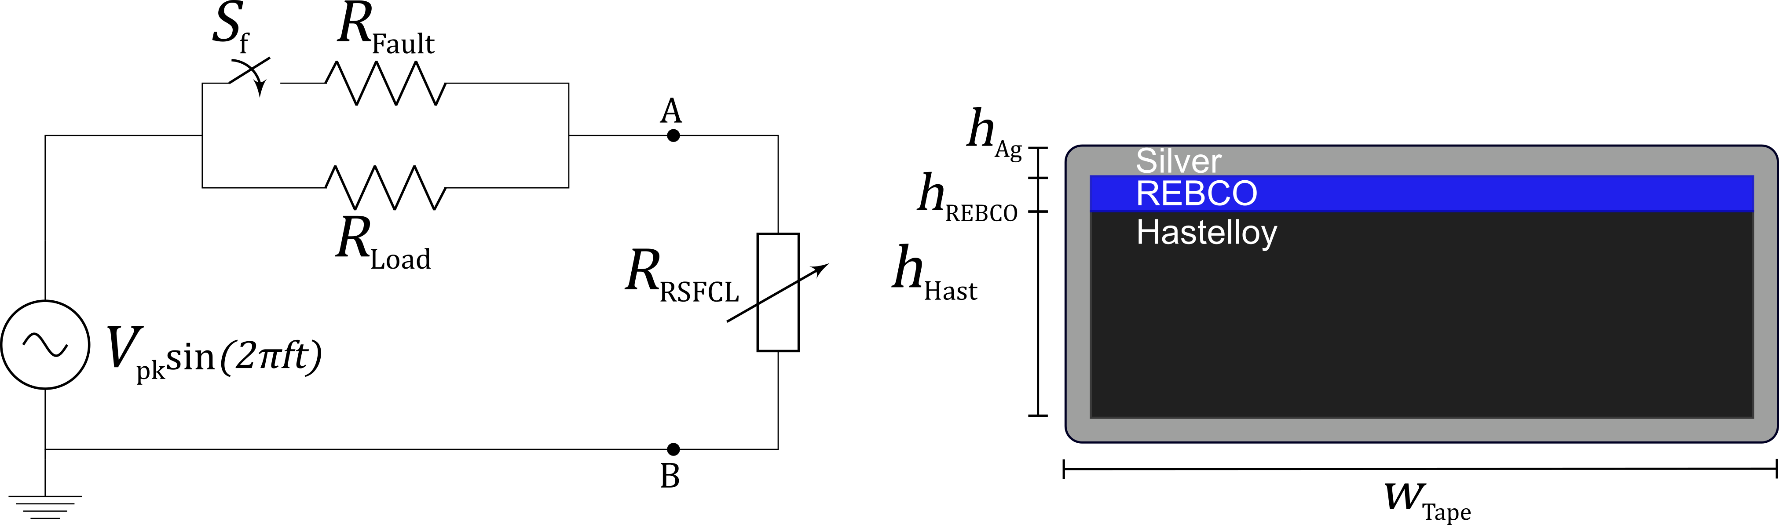 S_f
R_Fault
A
R_Load
R_RSFCL
V_pk sin(2πft)
B
h_Ag
h_REBCO
h_Hast
Silver
REBCO
Hastelloy
w_Tape